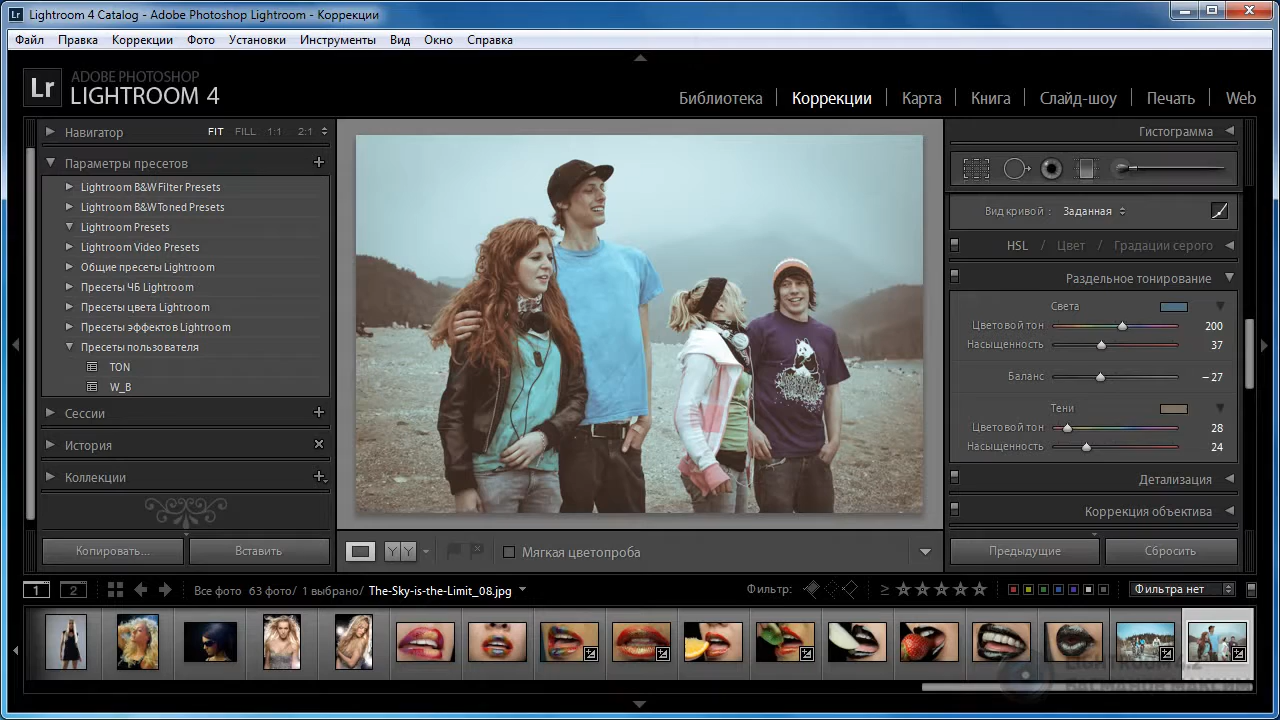 Lightroom 4 Catalog - Adobe Photoshop Lightroom - Коррекции
Файл Правка Коррекции Фото Установки Инструменты Вид Окно Справка
Lr ADOBE PHOTOSHOP
LIGHTROOM 4
Библиотека Коррекции Карта Книга Слайд-шоу Печать Web
Навигатор FIT FILL 1:1 2:1
Параметры пресетов
Lightroom B&W Filter Presets
Lightroom B&W Toned Presets
Lightroom Presets
Lightroom Video Presets
Общие пресеты Lightroom
Пресеты ЧБ Lightroom
Пресеты цвета Lightroom
Пресеты эффектов Lightroom
Пресеты пользователя
TON
W_B
Сессии
История
Коллекции
Копировать... Вставить
Мягкая цветопроба
Гистограмма
Вид кривой : Заданная
HSL / Цвет / Градации серого
Раздельное тонирование
Света
Цветовой тон 200
Насыщенность 37
Баланс – 27
Тени
Цветовой тон 28
Насыщенность 24
Детализация
Коррекция объектива
Предыдущие Сбросить
1 2 Все фото 63 фото/ 1 выбрано/ The-Sky-is-the-Limit_08.jpg Фильтр: ≥ Фильтра нет
LIGHTROOM 4.2
БАТМАНОВ МАКСИМ